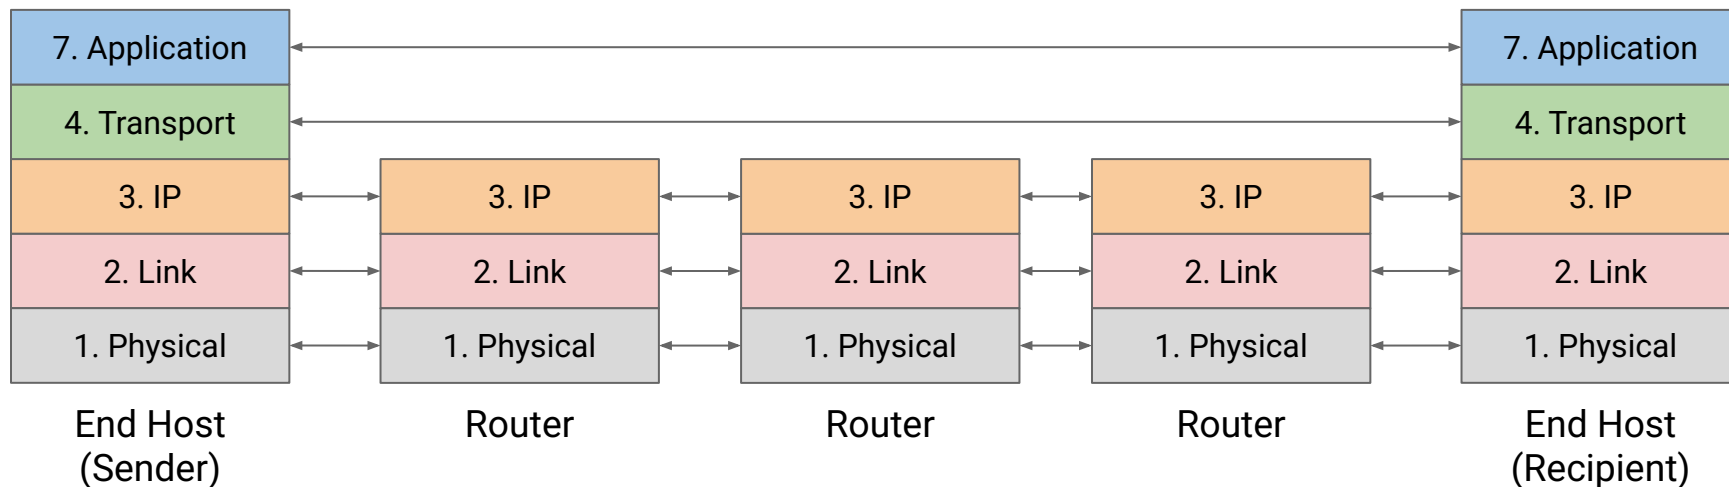 7. Application
7. Application
4. Transport
4. Transport
3. IP
3. IP
3. IP
3. IP
3. IP
2. Link
2. Link
2. Link
2. Link
2. Link
1. Physical
1. Physical
1. Physical
1. Physical
1. Physical
End Host
(Sender)
Router
Router
Router
End Host
(Recipient)